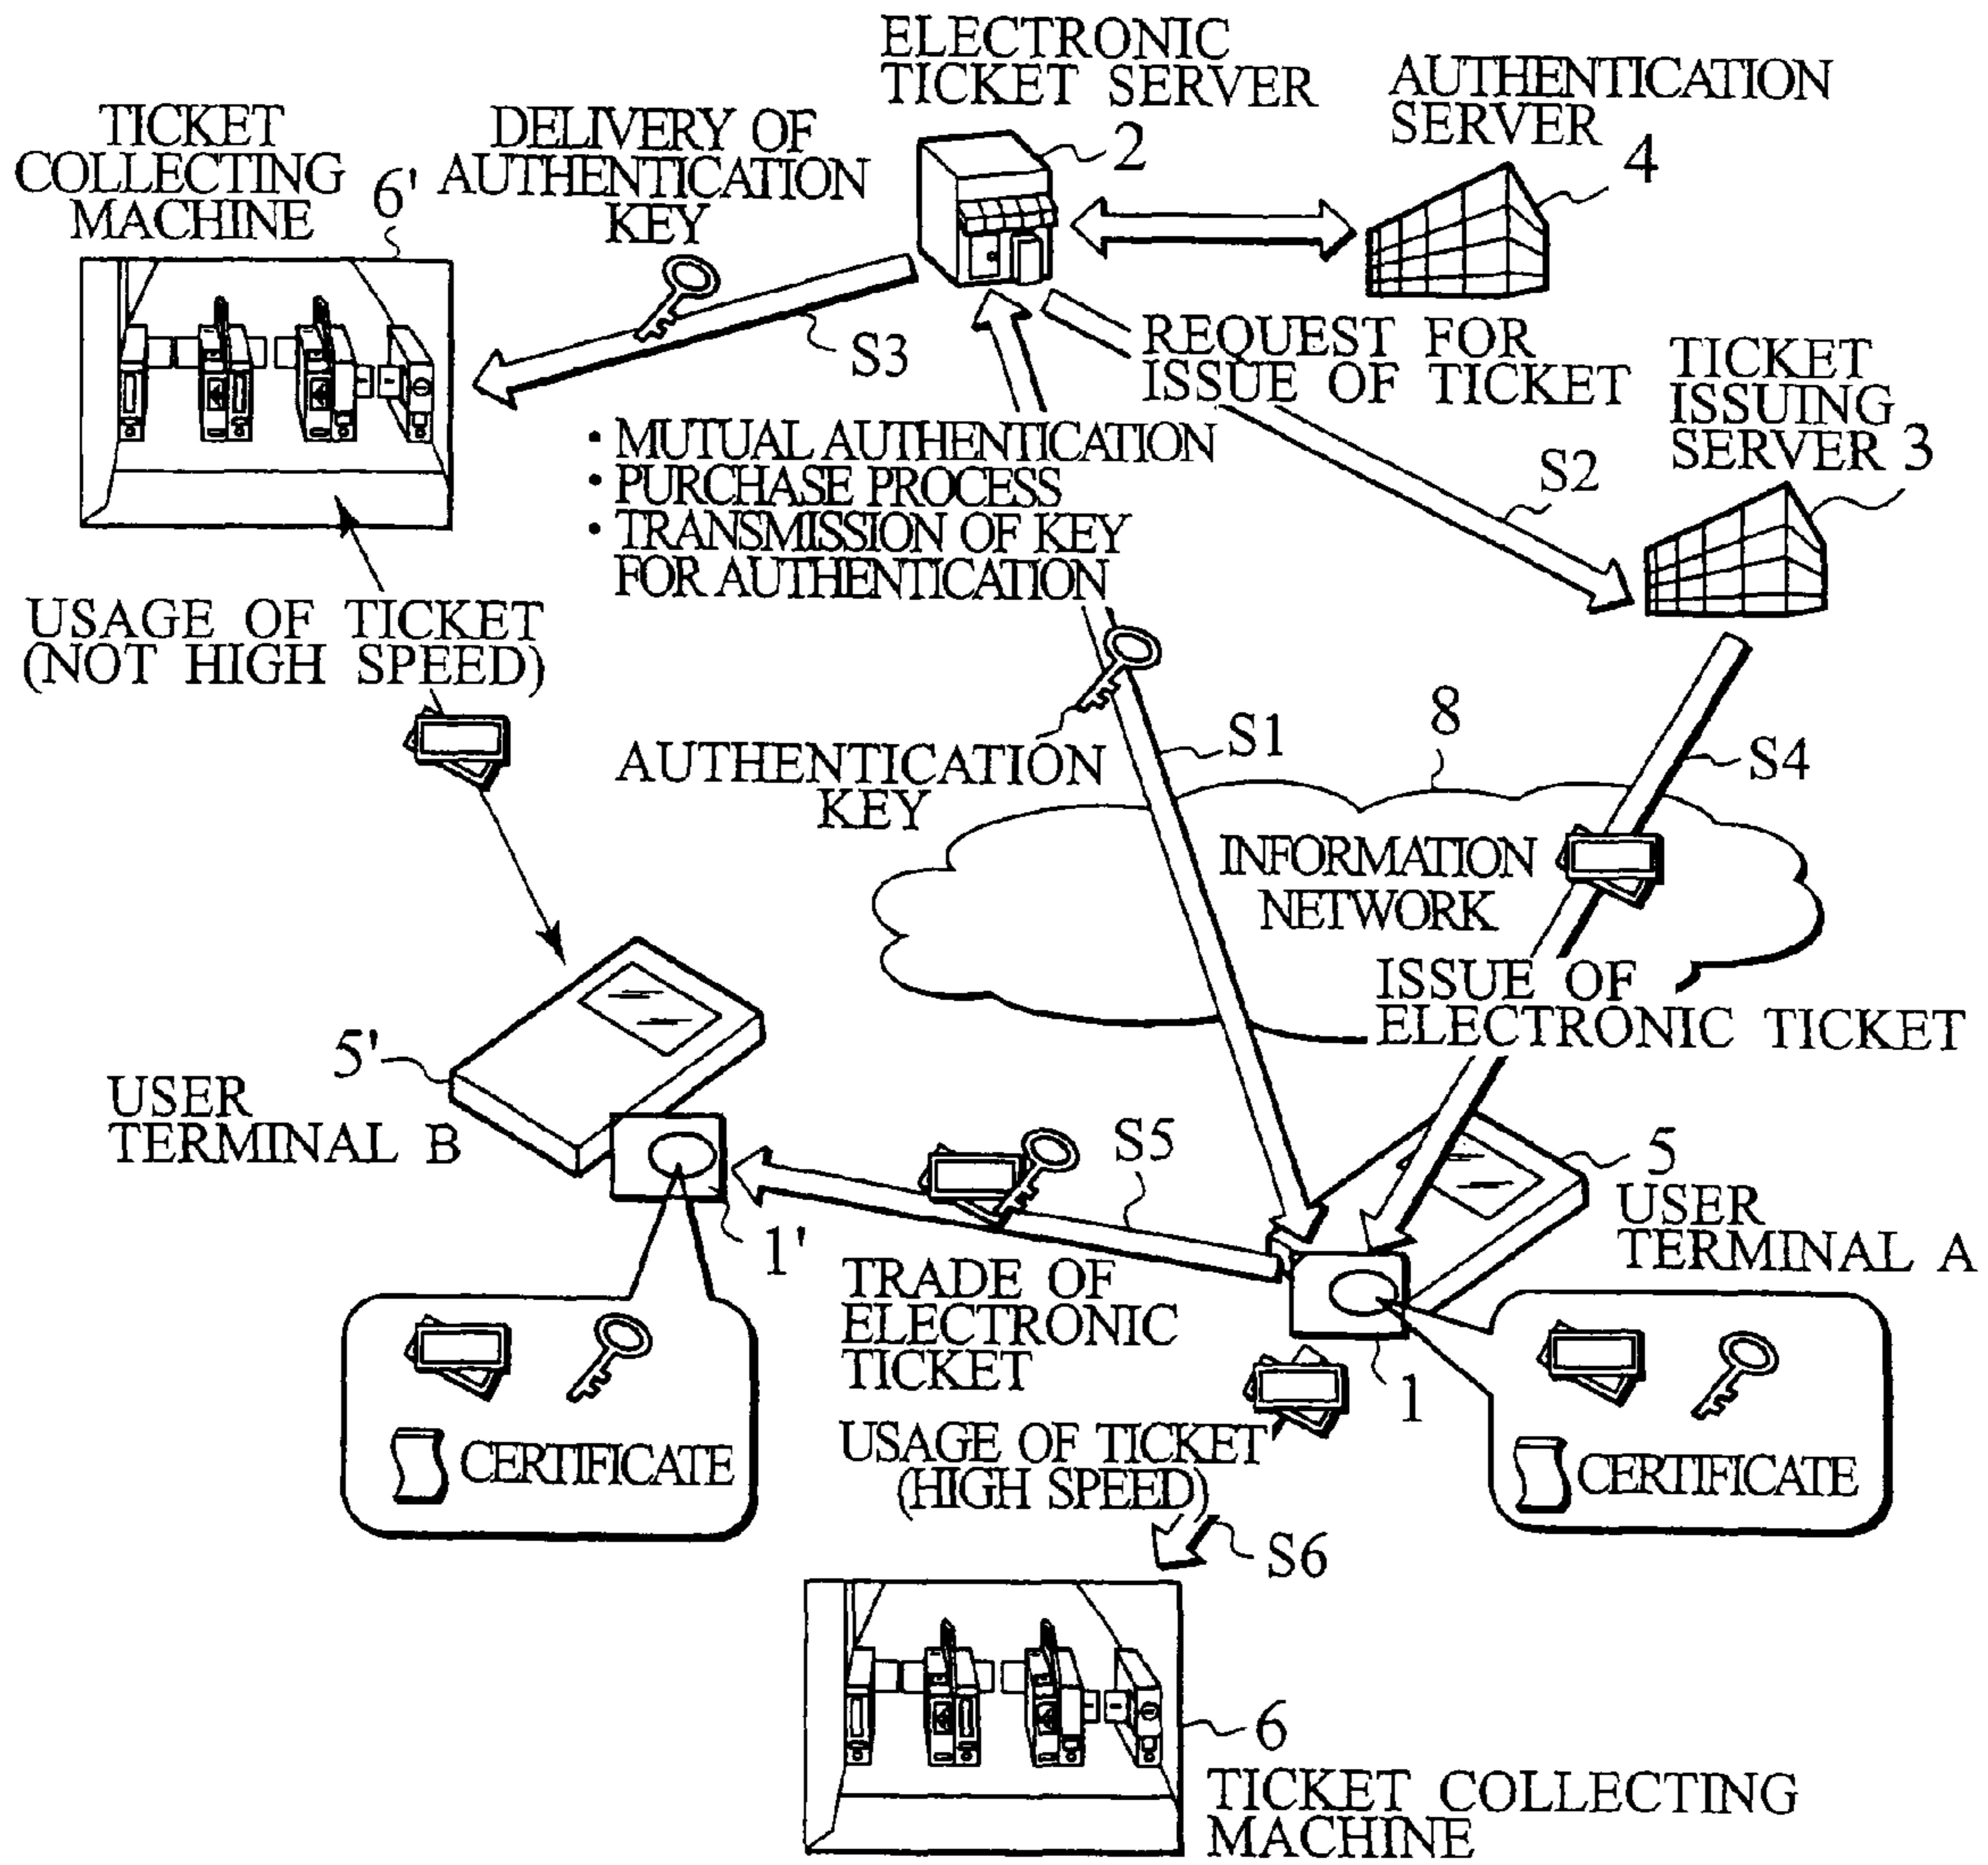 ELECTRONIC
TICKET SERVER
2
AUTHENTICATION
SERVER
4
TICKET
COLLECTING
MACHINE
6'
DELIVERY OF
AUTHENTICATION
KEY
S3
REQUEST FOR
ISSUE OF TICKET
TICKET
ISSUING
SERVER 3
S2
• MUTUAL AUTHENTICATION
• PURCHASE PROCESS
• TRANSMISSION OF KEY
FOR AUTHENTICATION
USAGE OF TICKET
(NOT HIGH SPEED)
AUTHENTICATION
KEY
S1
8
S4
INFORMATION
NETWORK
ISSUE OF
ELECTRONIC TICKET
5'
USER
TERMINAL B
1'
S5
5
USER
TERMINAL A
TRADE OF
ELECTRONIC
TICKET
1
CERTIFICATE
USAGE OF TICKET
(HIGH SPEED)
CERTIFICATE
S6
6
TICKET COLLECTING
MACHINE